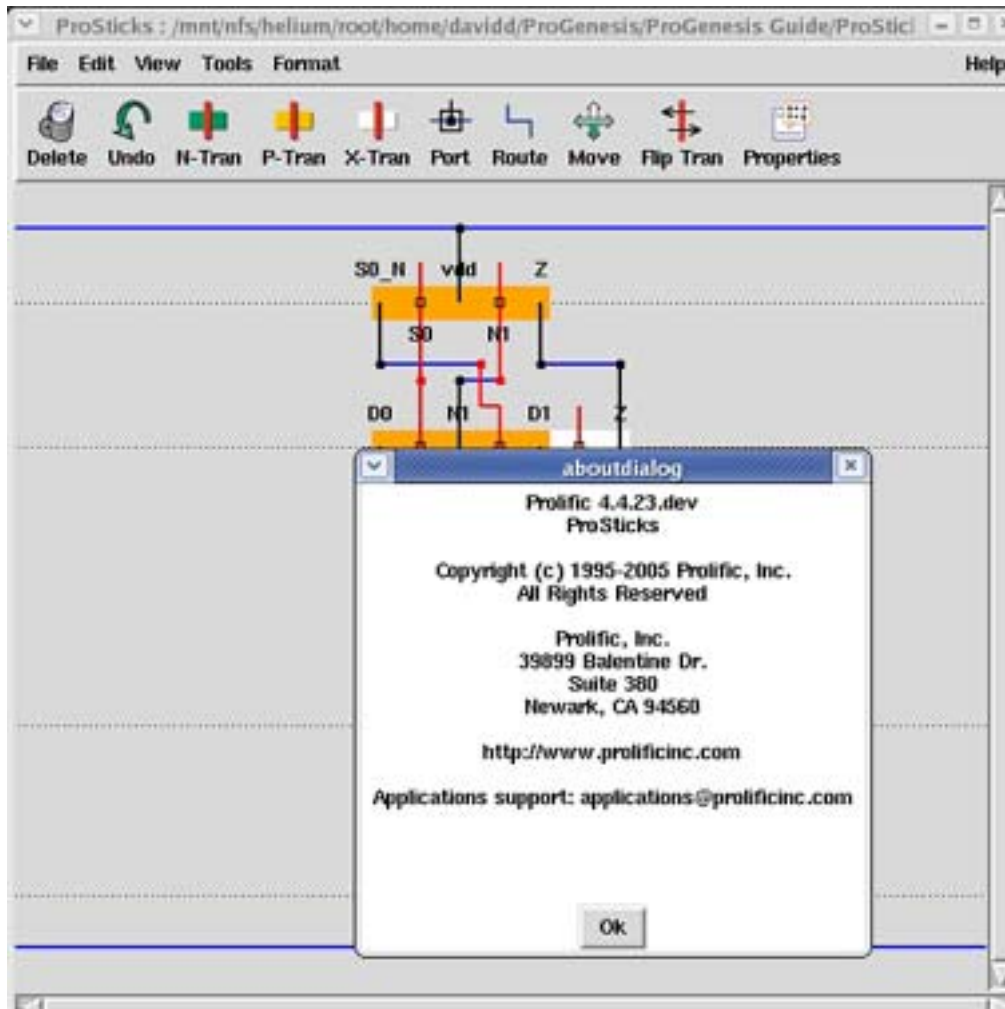 ProSticks : /mnt/nfs/helium/root/home/davidd/ProGenesis/ProGenesis Guide/ProStic
File Edit View Tools Format Help
Delete Undo N-Tran P-Tran X-Tran Port Route Move Flip Tran Properties
S0_N vdd Z
S0 N1
D0 N1 D1 Z
aboutdialog
Prolific 4.4.23.dev
ProSticks
Copyright (c) 1995-2005 Prolific, Inc.
All Rights Reserved
Prolific, Inc.
39899 Balentine Dr.
Suite 380
Newark, CA 94560
http://www.prolificinc.com
Applications support: applications@prolificinc.com
Ok